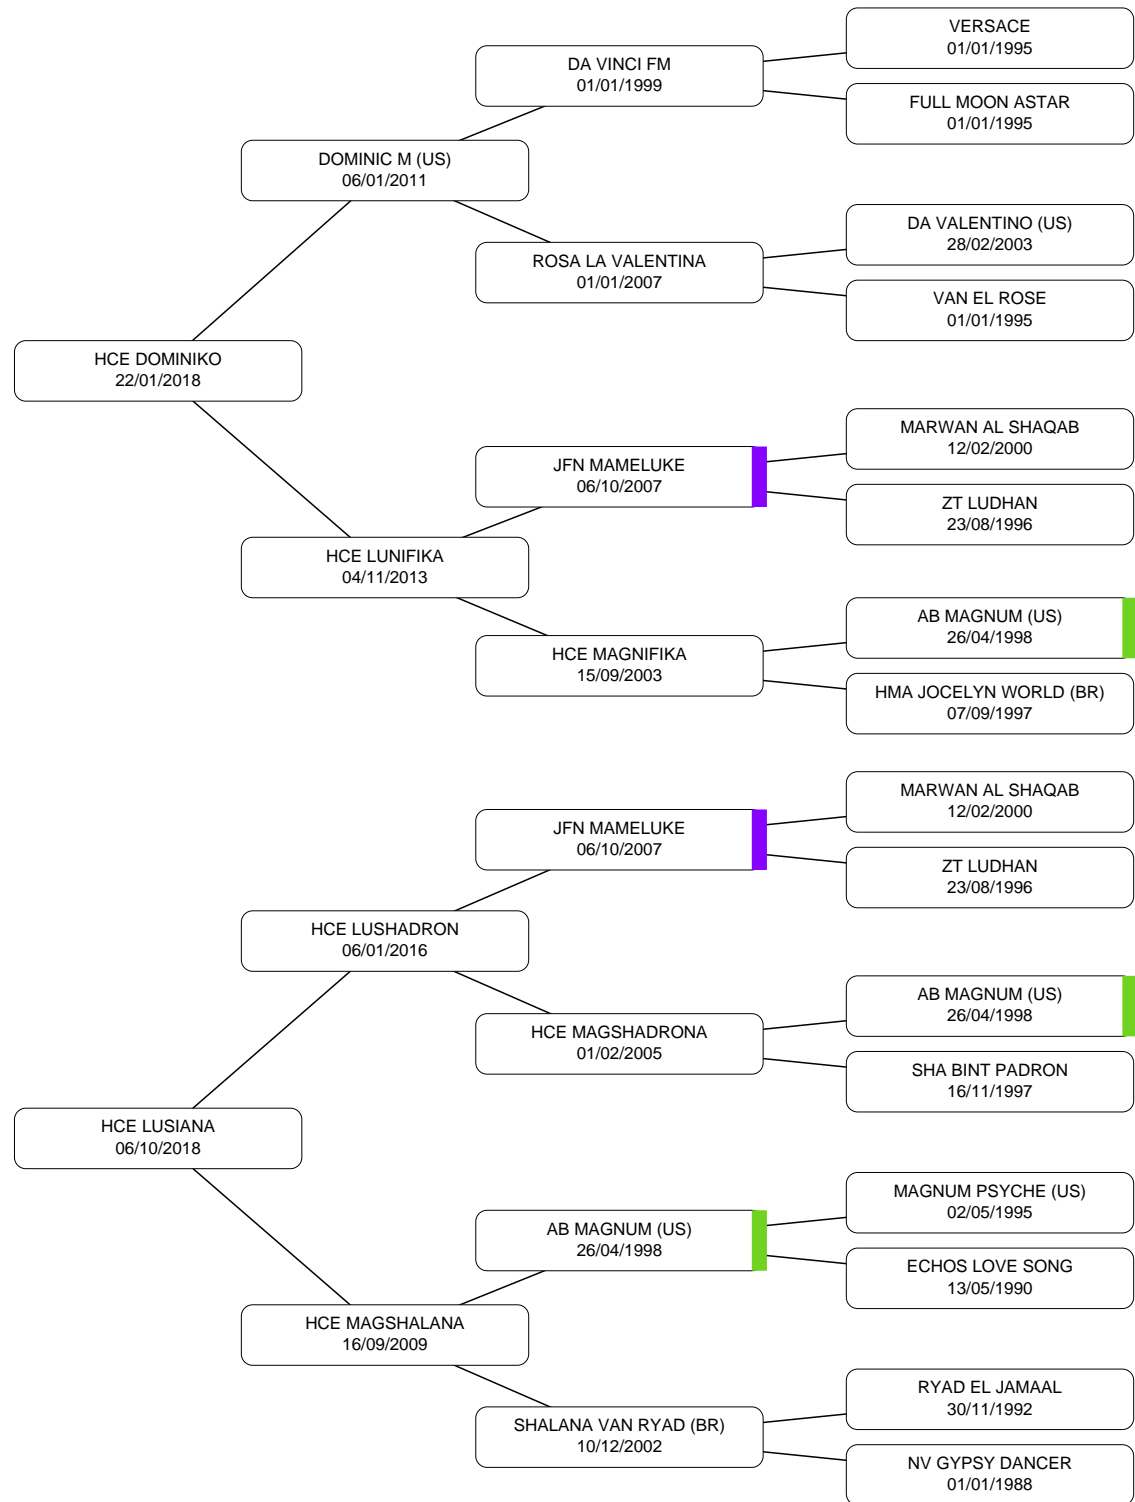 VERSACE
01/01/1995
DA VINCI FM
01/01/1999
FULL MOON ASTAR
01/01/1995
DOMINIC M (US)
06/01/2011
DA VALENTINO (US)
28/02/2003
ROSA LA VALENTINA
01/01/2007
VAN EL ROSE
01/01/1995
HCE DOMINIKO
22/01/2018
MARWAN AL SHAQAB
12/02/2000
JFN MAMELUKE
06/10/2007
ZT LUDHAN
23/08/1996
HCE LUNIFIKA
04/11/2013
AB MAGNUM (US)
26/04/1998
HCE MAGNIFIKA
15/09/2003
HMA JOCELYN WORLD (BR)
07/09/1997
MARWAN AL SHAQAB
12/02/2000
JFN MAMELUKE
06/10/2007
ZT LUDHAN
23/08/1996
HCE LUSHADRON
06/01/2016
AB MAGNUM (US)
26/04/1998
HCE MAGSHADRONA
01/02/2005
SHA BINT PADRON
16/11/1997
HCE LUSIANA
06/10/2018
MAGNUM PSYCHE (US)
02/05/1995
AB MAGNUM (US)
26/04/1998
ECHOS LOVE SONG
13/05/1990
HCE MAGSHALANA
16/09/2009
RYAD EL JAMAAL
30/11/1992
SHALANA VAN RYAD (BR)
10/12/2002
NV GYPSY DANCER
01/01/1988